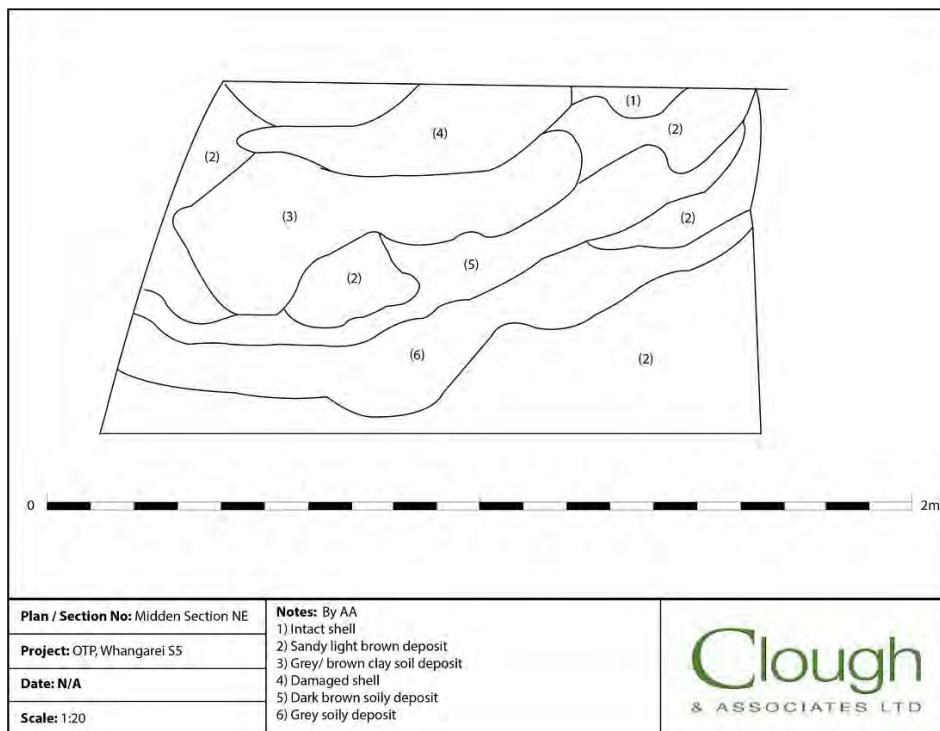 (1)
(4)
(2)
(2)
(3)
(2)
(5)
(2)
(6)
(2)
0
2m
Plan / Section No: Midden Section NE
Project: OTP, Whangarei S5
Date: N/A
Scale: 1:20
Notes: By AA
1) Intact shell
2) Sandy light brown deposit
3) Grey/ brown clay soil deposit
4) Damaged shell
5) Dark brown soily deposit
6) Grey soily deposit
Clough
& ASSOCIATES LTD